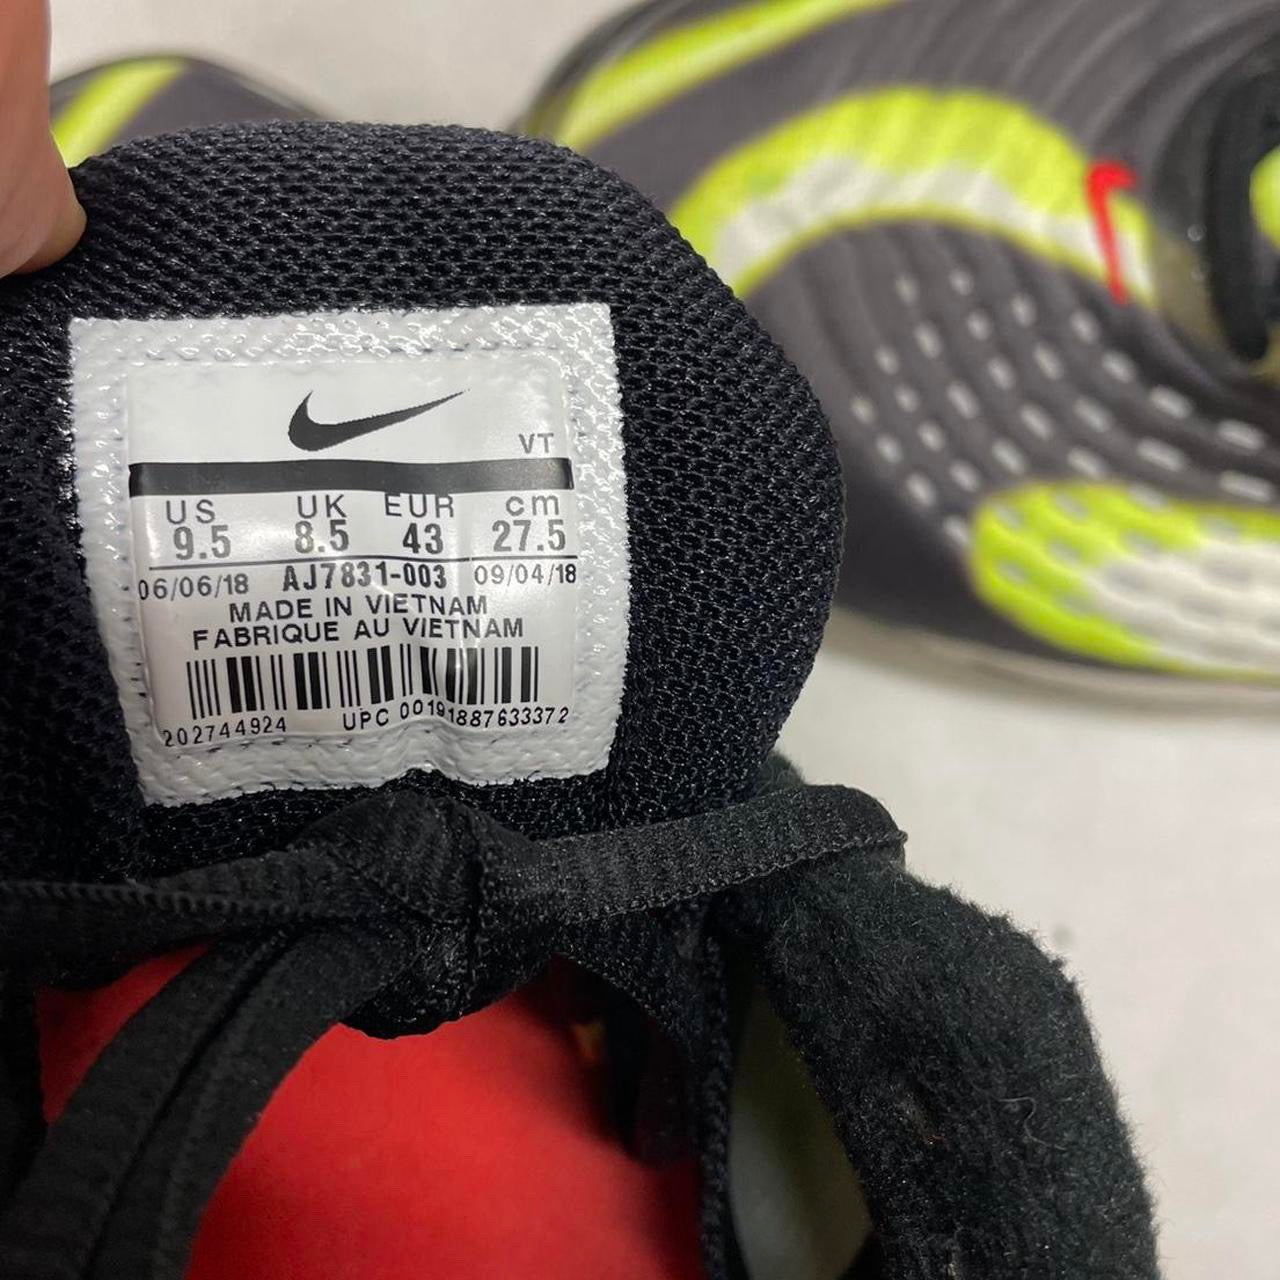 VT
US UK EUR cm
9.5 8.5 43 27.5
06/06/18 AJ7831-003 09/04/18
MADE IN VIETNAM
FABRIQUE AU VIETNAM
202744924 UPC 00191887633372